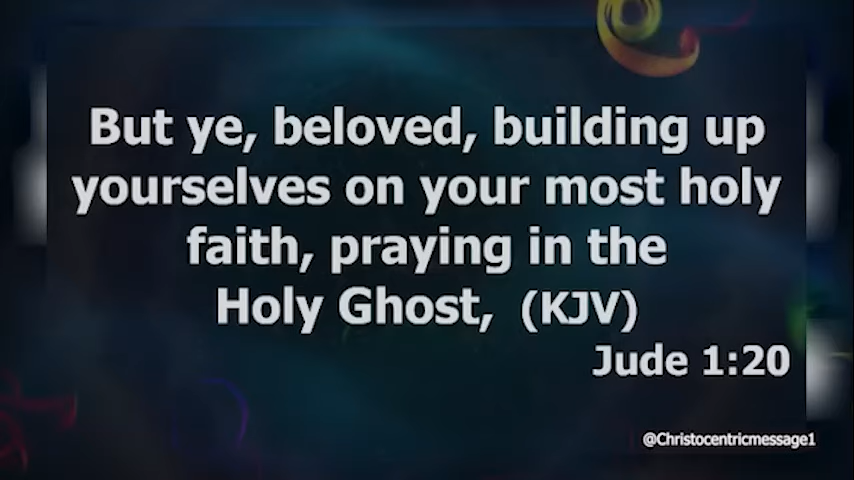 But ye, beloved, building up
yourselves on your most holy
faith, praying in the
Holy Ghost, (KJV)
Jude 1:20
@Christocentricmessage1